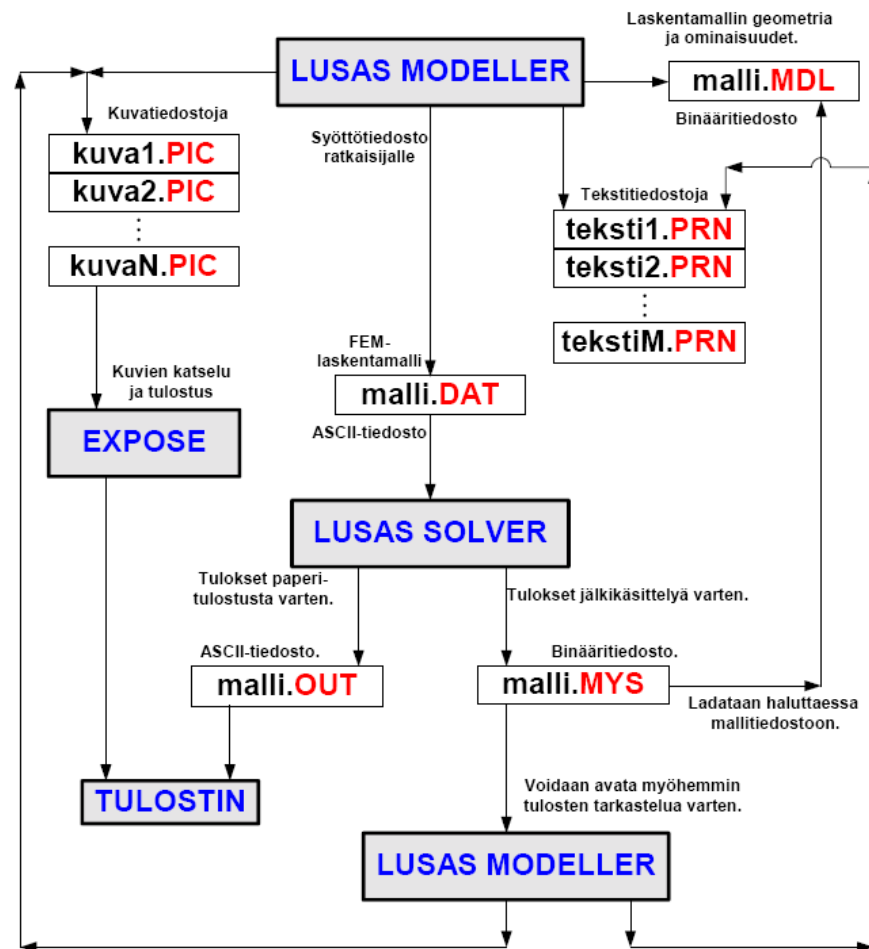 Laskentamallin geometria
ja ominaisuudet.
LUSAS MODELLER
malli.MDL
Kuvatiedostoja
Binääritiedosto
Syöttötiedosto
ratkaisijalle
kuva1.PIC
kuva2.PIC
kuvaN.PIC
Tekstitiedostoja
teksti1.PRN
teksti2.PRN
tekstiM.PRN
FEM-
laskentamalli
Kuvien katselu
ja tulostus
malli.DAT
ASCII-tiedosto
EXPOSE
LUSAS SOLVER
Tulokset paperi-
tulostusta varten.
Tulokset jälkikäsittelyä varten.
ASCII-tiedosto.
Binääritiedosto.
malli.OUT
malli.MYS
Ladataan haluttaessa
mallitiedostoon.
Voidaan avata myöhemmin
tulosten tarkastelua varten.
TULOSTIN
LUSAS MODELLER